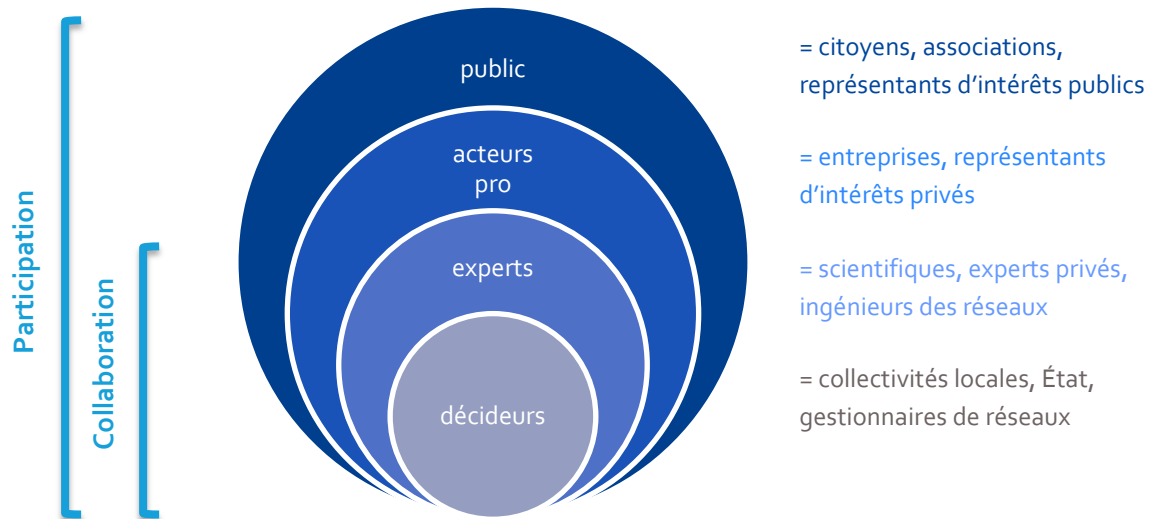 Participation
Collaboration
public
acteurs
pro
experts
décideurs
= citoyens, associations,
représentants d'intérêts publics
= entreprises, représentants
d'intérêts privés
= scientifiques, experts privés,
ingénieurs des réseaux
= collectivités locales, État,
gestionnaires de réseaux